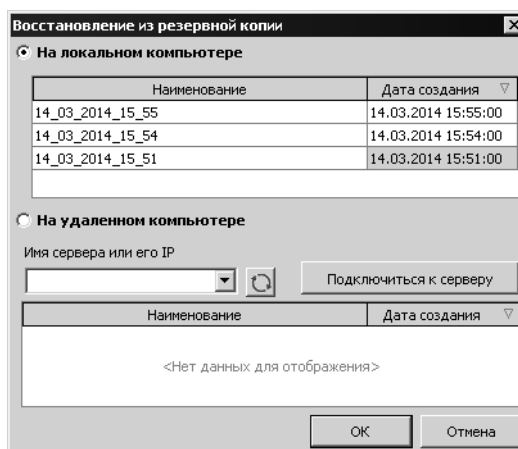 Восстановление из резервной копии
На локальном компьютере
Наименование Дата создания
14_03_2014_15_55 14.03.2014 15:55:00
14_03_2014_15_54 14.03.2014 15:54:00
14_03_2014_15_51 14.03.2014 15:51:00
На удаленном компьютере
Имя сервера или его IP
Подключиться к серверу
Наименование Дата создания
<Нет данных для отображения>
OK Отмена